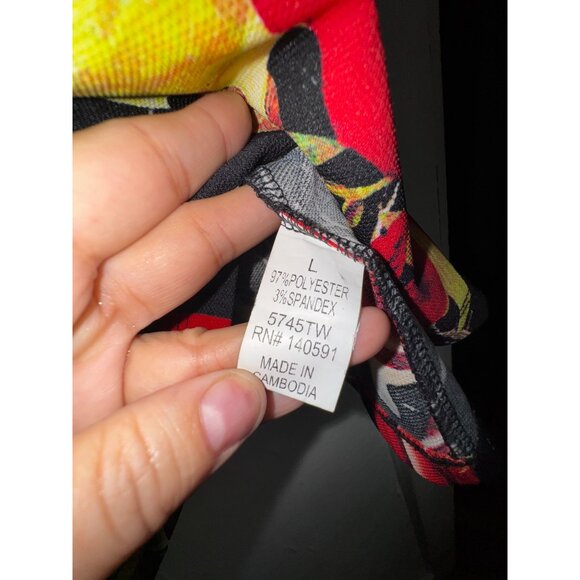 L
97%POLYESTER
3%SPANDEX
5745TW
RN# 140591
MADE IN
CAMBODIA